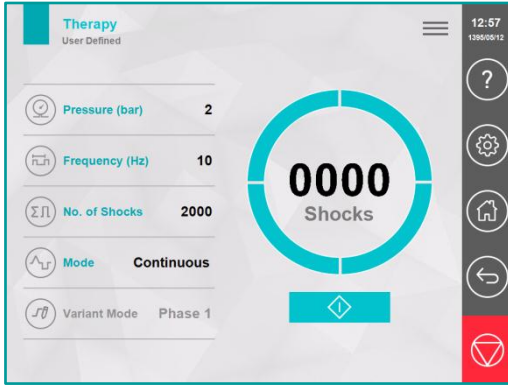 Therapy
User Defined
12:57
1395/05/12
?
Pressure (bar) 2
Frequency (Hz) 10
No. of Shocks 2000
Mode Continuous
Variant Mode Phase 1
0000
Shocks